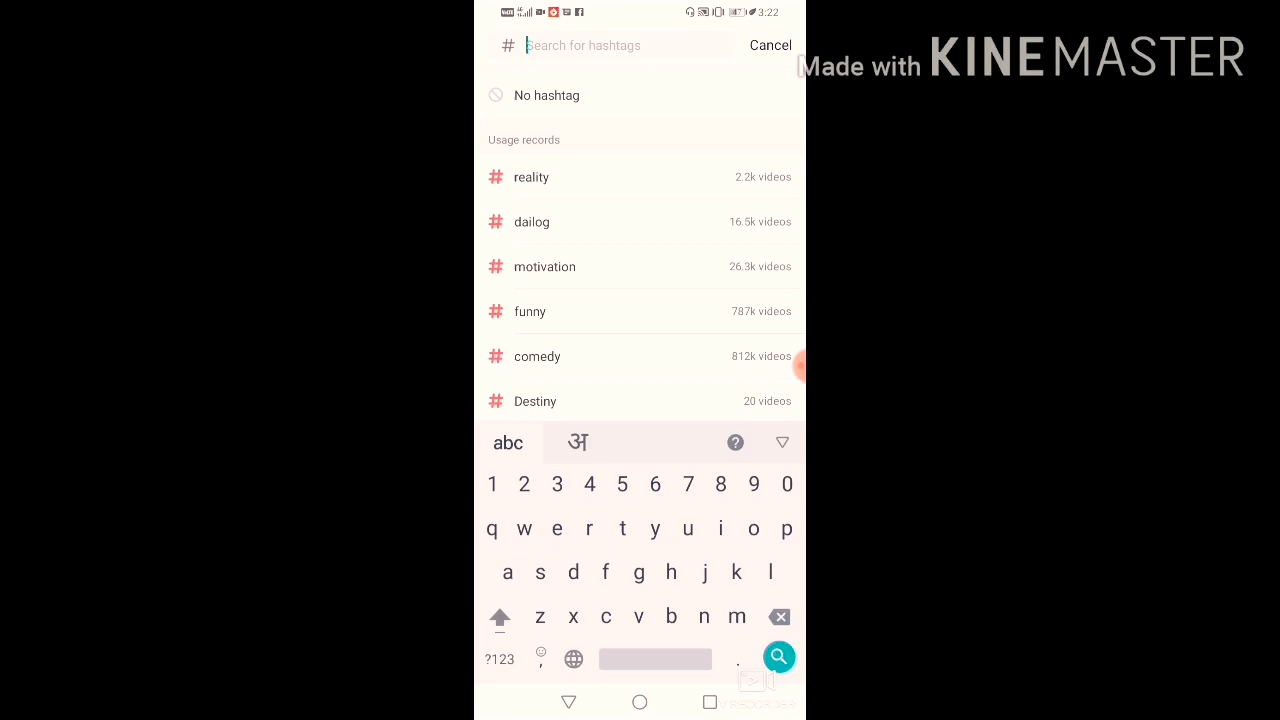 3:22
# Search for hashtags Cancel
No hashtag
Usage records
# reality 2.2k videos
# dailog 16.5k videos
# motivation 26.3k videos
# funny 787k videos
# comedy 812k videos
# Destiny 20 videos
abc अ ?
1 2 3 4 5 6 7 8 9 0
q w e r t y u i o p
a s d f g h j k l
z x c v b n m
?123 , .
Made with KINEMASTER